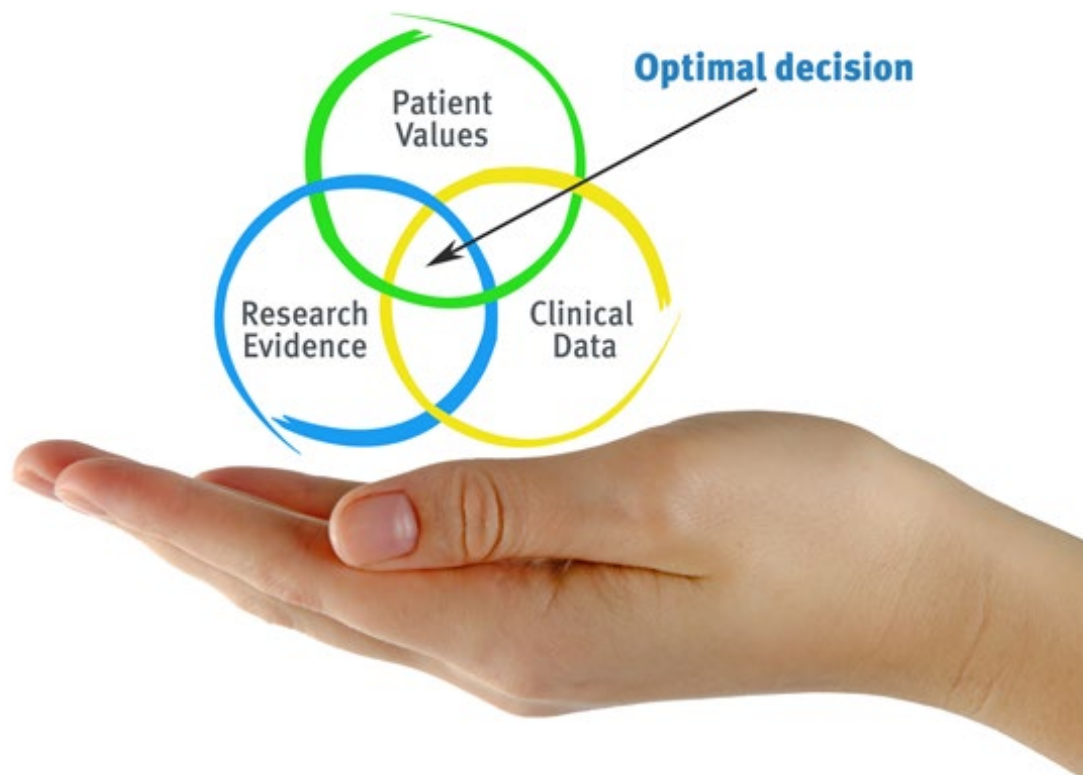 Optimal decision
Patient
Values
Research
Evidence
Clinical
Data